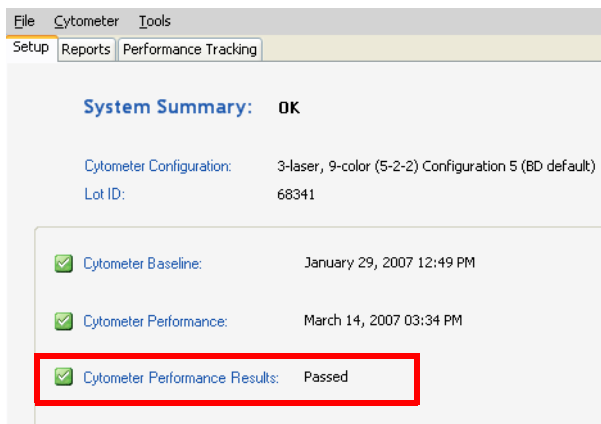 File Cytometer Tools
Setup Reports Performance Tracking
System Summary: OK
Cytometer Configuration: 3-laser, 9-color (5-2-2) Configuration 5 (BD default)
Lot ID: 68341
Cytometer Baseline: January 29, 2007 12:49 PM
Cytometer Performance: March 14, 2007 03:34 PM
Cytometer Performance Results: Passed